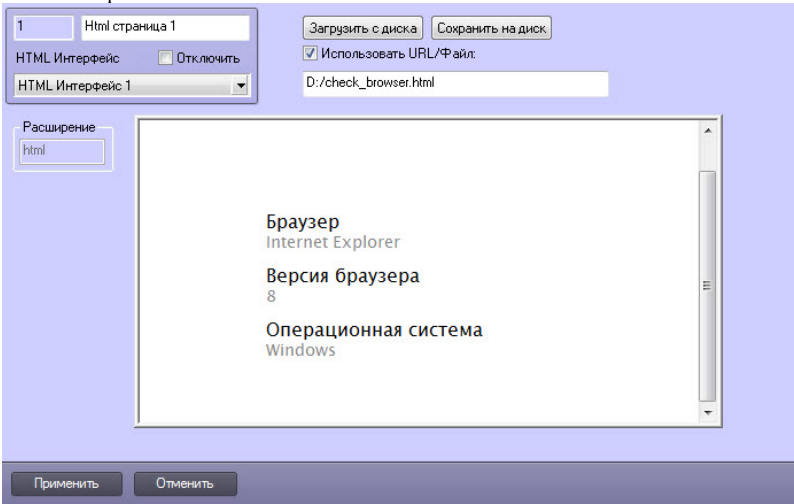 1
Html страница 1
HTML Интерфейс
Отключить
HTML Интерфейс 1
Загрузить с диска
Сохранить на диск
Использовать URL/Файл:
D:/check_browser.html
Расширение
html
Браузер
Internet Explorer
Версия браузера
8
Операционная система
Windows
Применить
Отменить